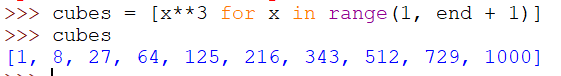 >>> cubes = [x**3 for x in range(1, end + 1)]
>>> cubes
[1, 8, 27, 64, 125, 216, 343, 512, 729, 1000]